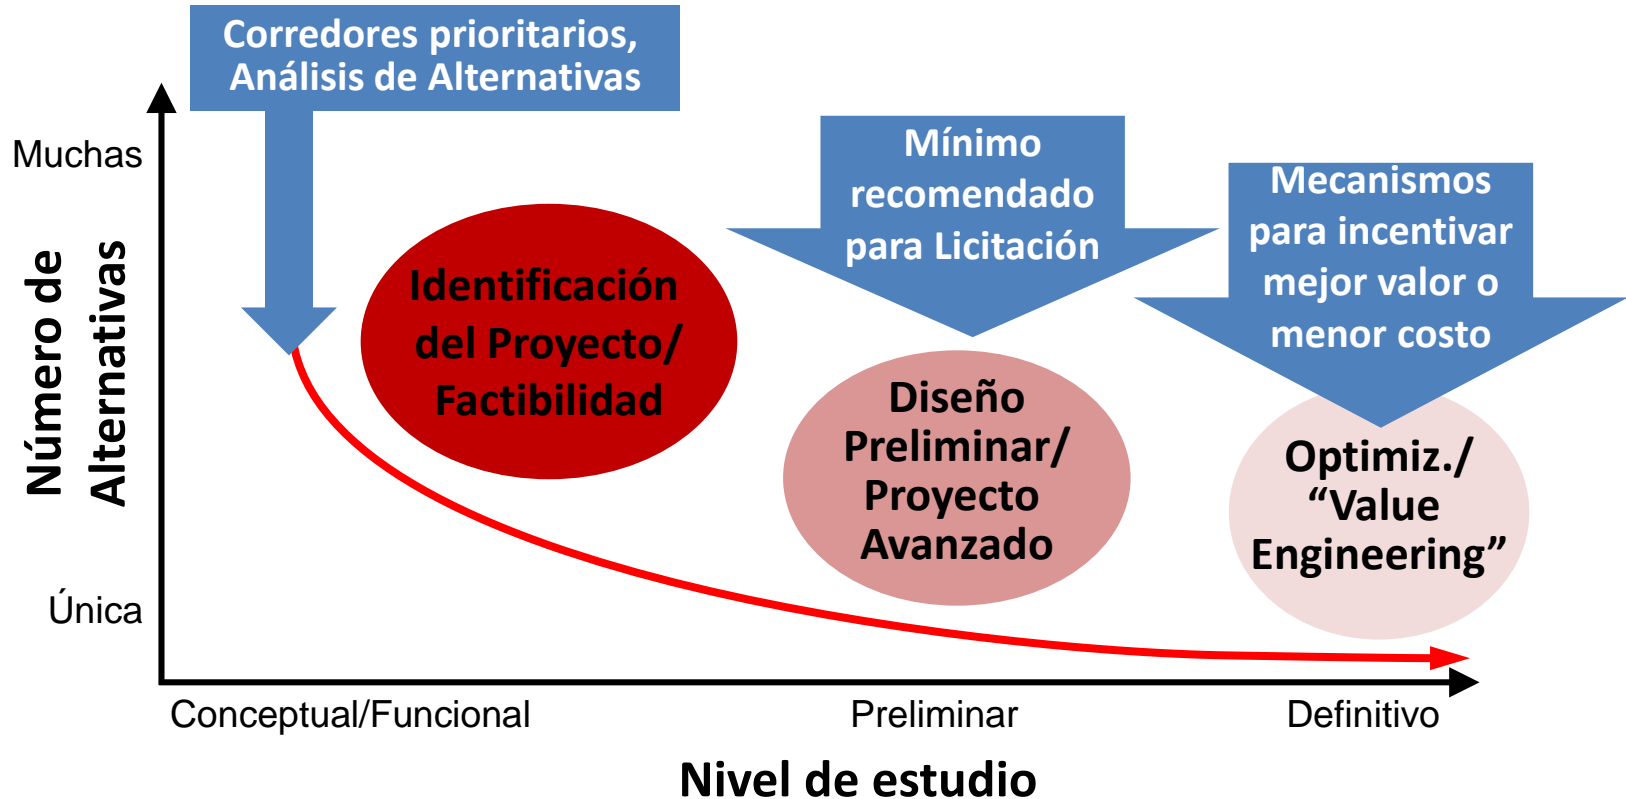 Corredores prioritarios,
Análisis de Alternativas
Muchas
Número de
Alternativas
Única
Identificación
del Proyecto/
Factibilidad
Mínimo
recomendado
para Licitación
Diseño
Preliminar/
Proyecto
Avanzado
Mecanismos
para incentivar
mejor valor o
menor costo
Optimiz./
“Value
Engineering”
Conceptual/Funcional
Preliminar
Definitivo
Nivel de estudio